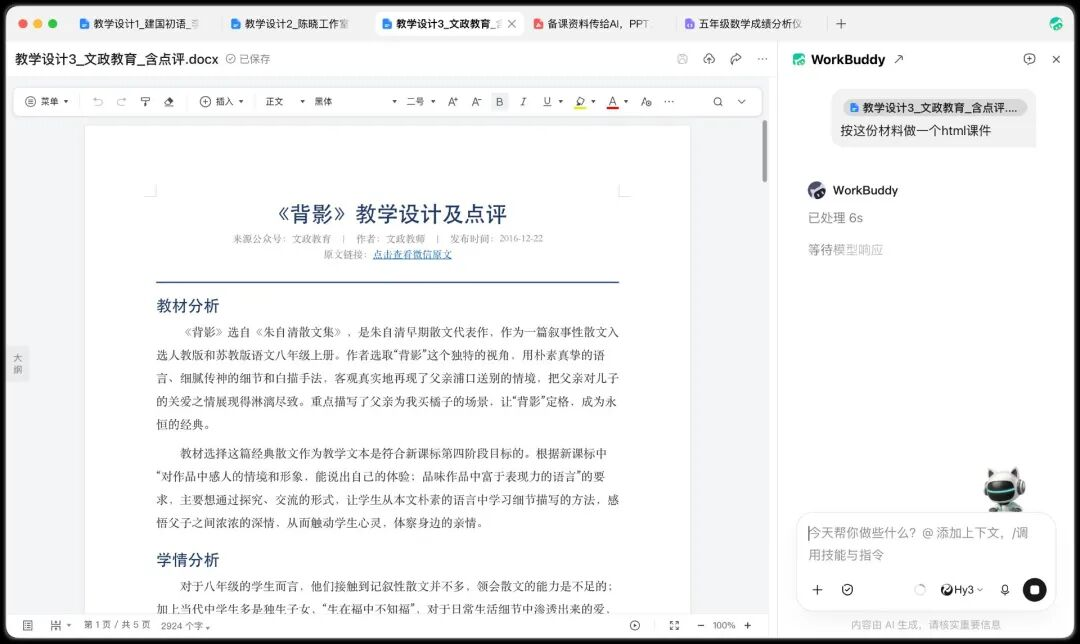 教学设计1_建国初语_
教学设计2_陈晓工作室
教学设计3_文政教育_
备课资料传给AI，PPT
五年级数学成绩分析仪
教学设计3_文政教育_含点评.docx 已保存
菜单 插入 正文 黑体 二号 A+ A- B I U A
《背影》教学设计及点评
来源公众号：文政教育 | 作者：文政教师 | 发布时间：2016-12-22
原文链接：点击查看微信原文
教材分析
《背影》选自《朱自清散文集》，是朱自清早期散文代表作，作为一篇叙事性散文入
选人教版和苏教版语文八年级上册。作者选取“背影”这个独特的视角，用朴素真挚的语
言、细腻传神的细节和白描手法，客观真实地再现了父亲浦口送别的情境，把父亲对儿子
的关爱之情展现得淋漓尽致。重点描写了父亲为我买橘子的场景，让“背影”定格，成为永
恒的经典。
教材选择这篇经典散文作为教学文本是符合新课标第四阶段目标的。根据新课标中
“对作品中感人的情境和形象，能说出自己的体验；品味作品中富于表现力的语言”的要
求，主要想通过探究、交流的形式，让学生从本文朴素的语言中学习细节描写的方法，感
悟父子之间浓浓的深情，从而触动学生心灵，体察身边的亲情。
学情分析
对于八年级的学生而言，他们接触到记叙性散文并不多，领会散文的能力是不足的；
加上当代中学生多是独生子女，“生在福中不知福”，对于日常生活细节中渗透出来的爱，
大纲
第1页 / 共5页 2924 个字 100%
WorkBuddy
教学设计3_文政教育_含点评....
按这份材料做一个html课件
WorkBuddy
已处理 6s
等待模型响应
今天帮你做些什么？@ 添加上下文，/调
用技能与指令
Hy3
内容由 AI 生成，请核实重要信息